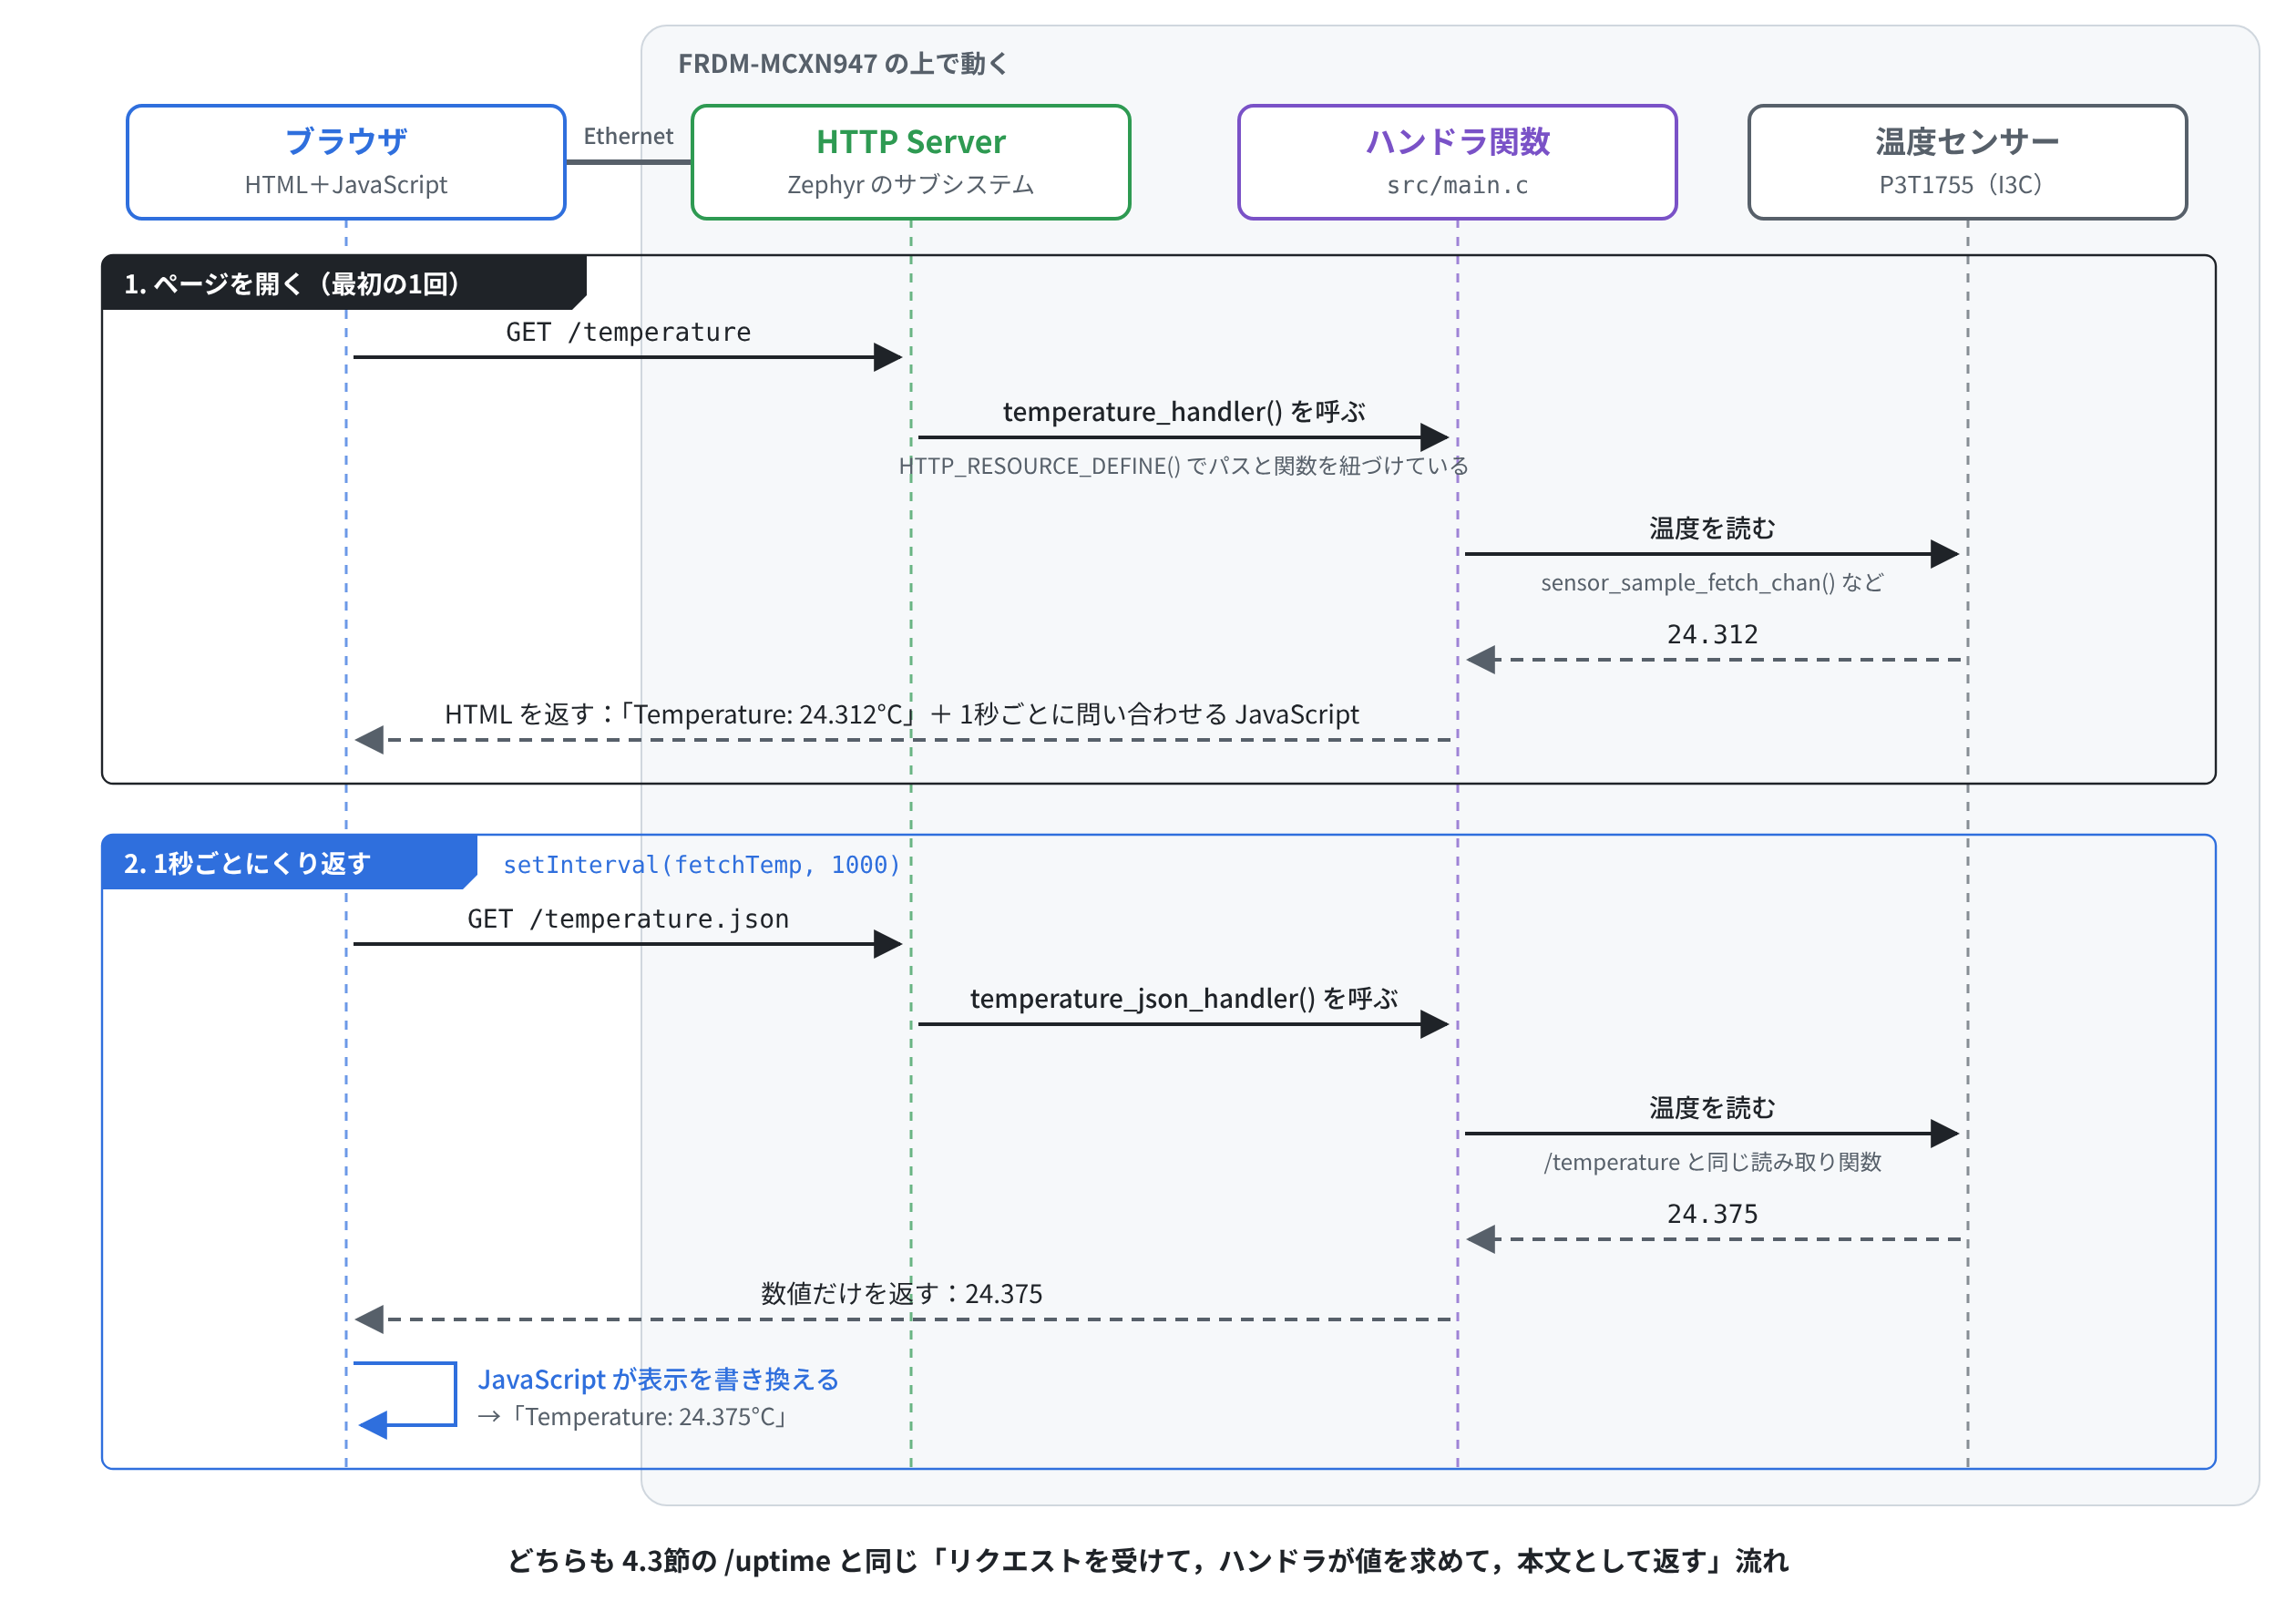 FRDM-MCXN947 の上で動く
ブラウザ
HTML＋JavaScript
Ethernet
HTTP Server
Zephyr のサブシステム
ハンドラ関数
src/main.c
温度センサー
P3T1755（I3C）
1. ページを開く（最初の1回）
GET /temperature
temperature_handler() を呼ぶ
HTTP_RESOURCE_DEFINE() でパスと関数を紐づけている
温度を読む
sensor_sample_fetch_chan() など
24.312
HTML を返す：「Temperature: 24.312°C」＋ 1秒ごとに問い合わせる JavaScript
2. 1秒ごとにくり返す
setInterval(fetchTemp, 1000)
GET /temperature.json
temperature_json_handler() を呼ぶ
温度を読む
/temperature と同じ読み取り関数
24.375
数値だけを返す：24.375
JavaScript が表示を書き換える
→「Temperature: 24.375°C」
どちらも 4.3節の /uptime と同じ「リクエストを受けて，ハンドラが値を求めて，本文として返す」流れ